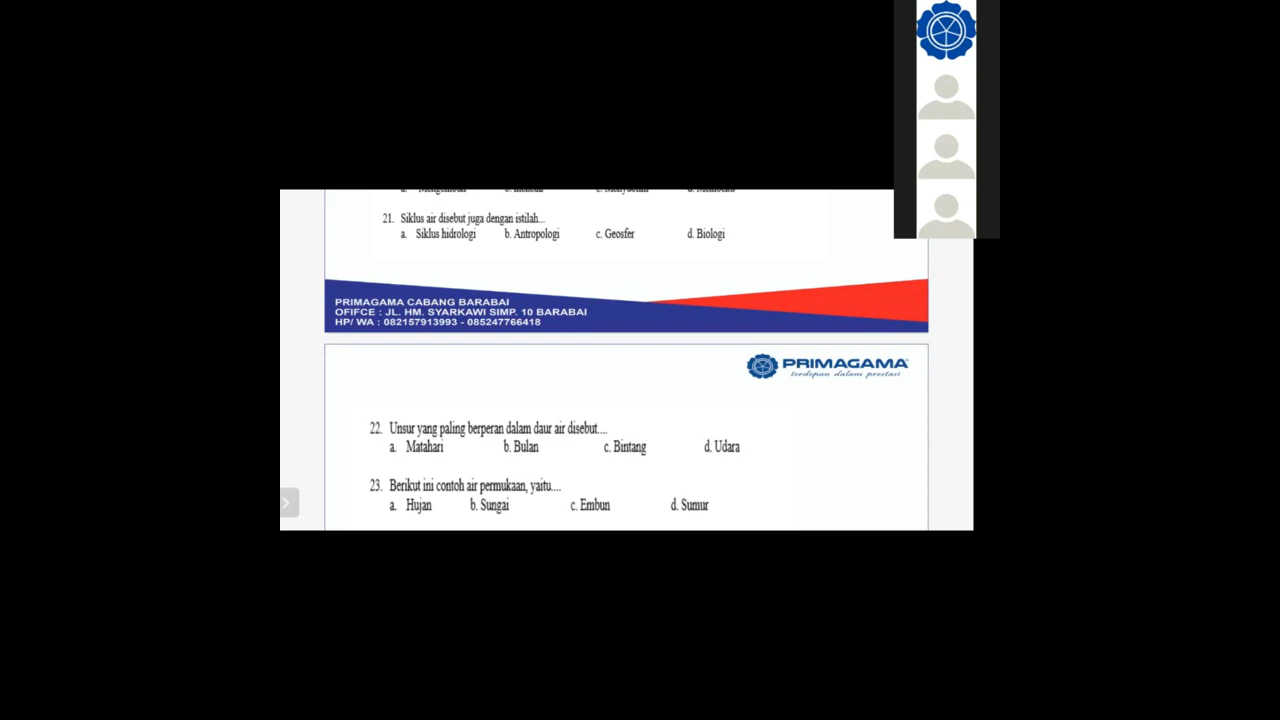 21. Siklus air disebut juga dengan istilah...
a. Siklus hidrologi b. Antropologi c. Geosfer d. Biologi
PRIMAGAMA CABANG BARABAI
OFIFCE : JL. HM. SYARKAWI SIMP. 10 BARABAI
HP/ WA : 082157913993 - 085247766418
PRIMAGAMA
terdepan dalam prestasi
22. Unsur yang paling berperan dalam daur air disebut....
a. Matahari b. Bulan c. Bintang d. Udara
23. Berikut ini contoh air permukaan, yaitu....
a. Hujan b. Sungai c. Embun d. Sumur